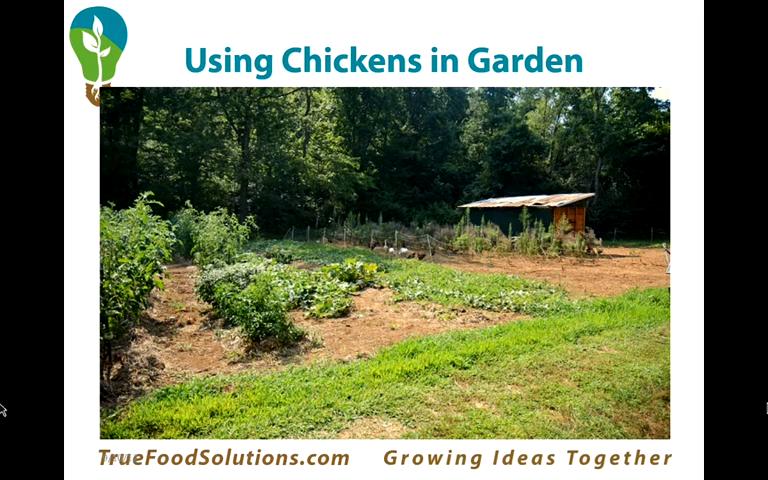 Using Chickens in Garden
TrueFoodSolutions.com Growing Ideas Together